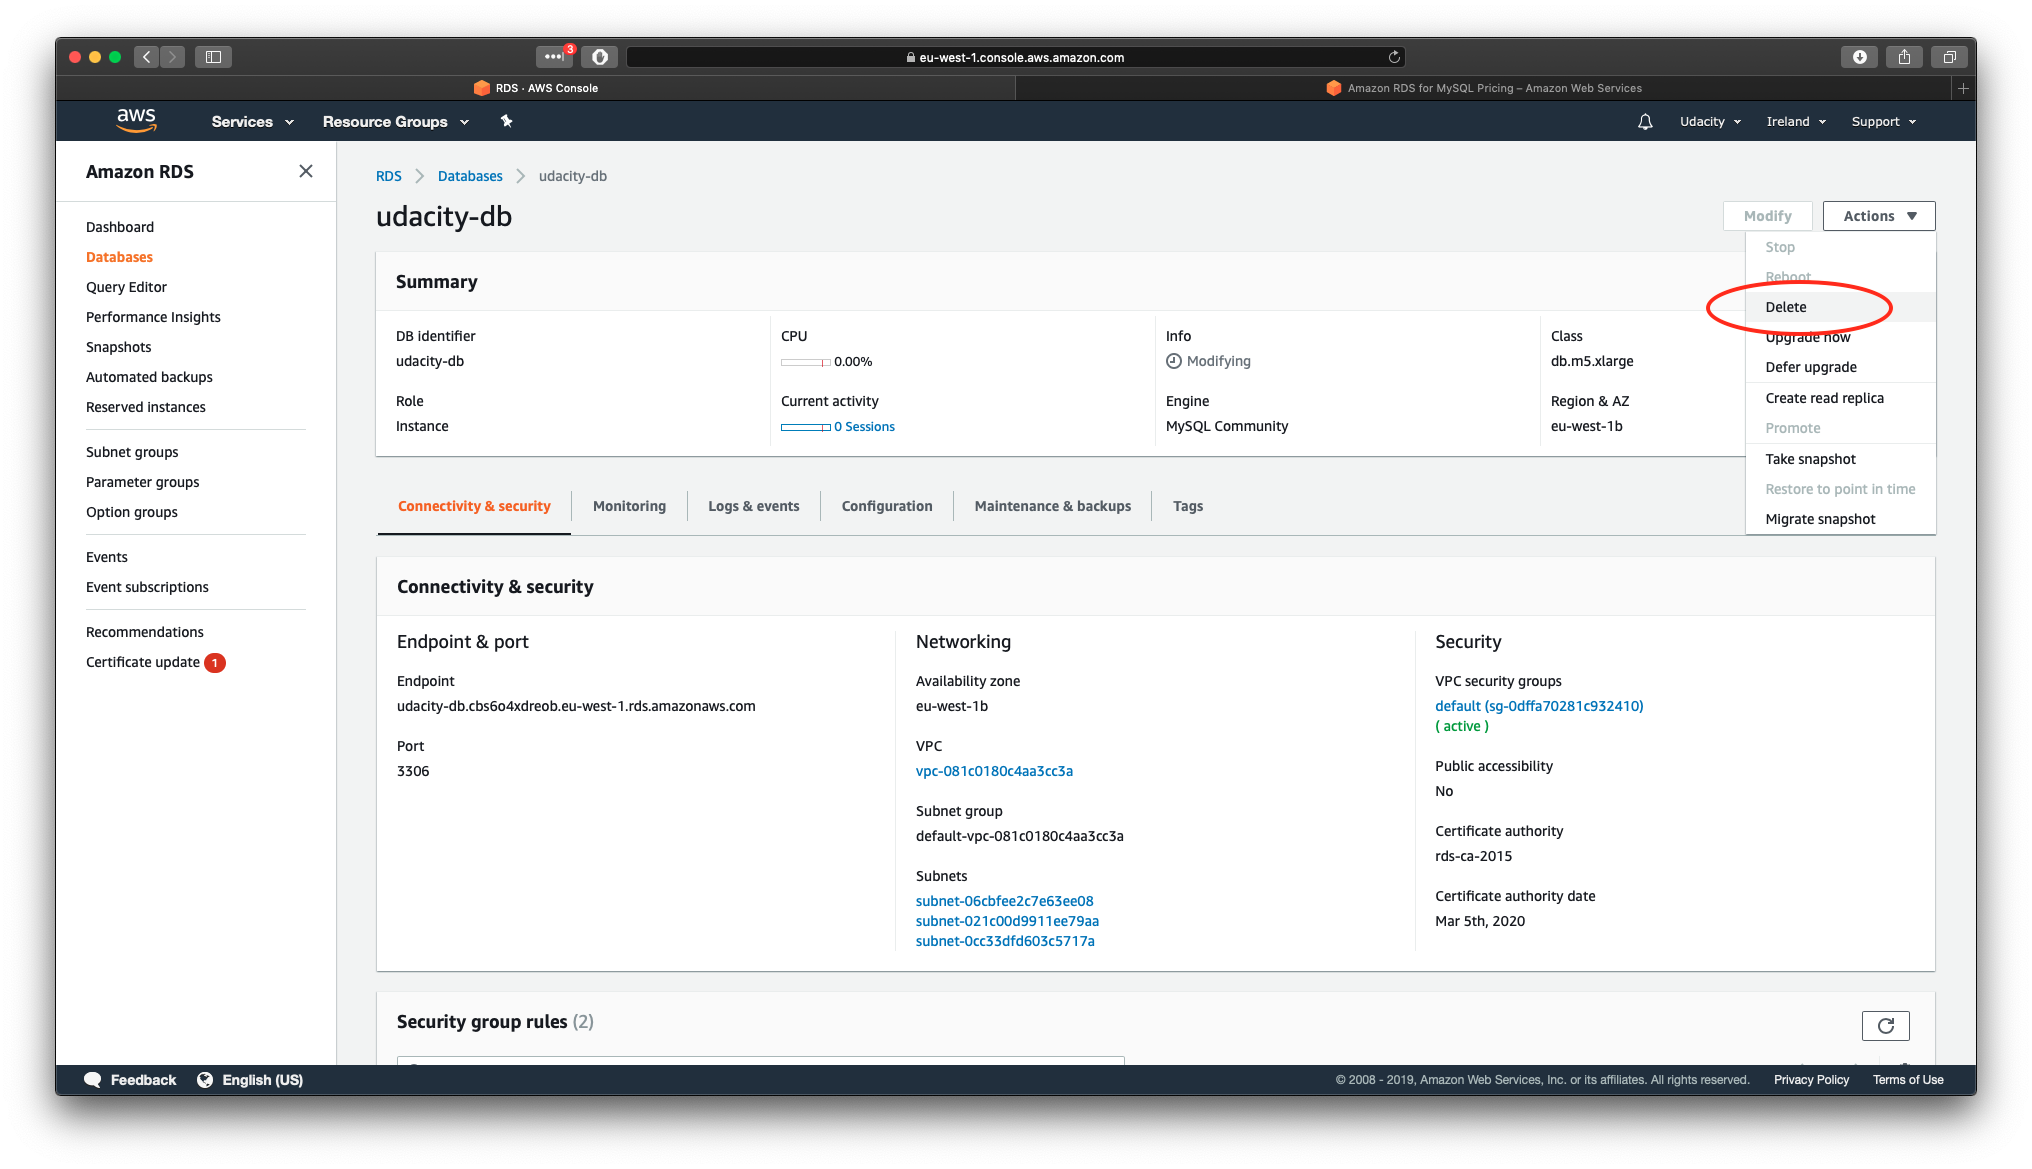 3
eu-west-1.console.aws.amazon.com
RDS · AWS Console
Amazon RDS for MySQL Pricing – Amazon Web Services
aws
Services
Resource Groups
Udacity
Ireland
Support
Amazon RDS
Dashboard
Databases
Query Editor
Performance Insights
Snapshots
Automated backups
Reserved instances
Subnet groups
Parameter groups
Option groups
Events
Event subscriptions
Recommendations
Certificate update 1
RDS > Databases > udacity-db
udacity-db
Modify
Actions
Stop
Reboot
Delete
Upgrade now
Defer upgrade
Create read replica
Promote
Take snapshot
Restore to point in time
Migrate snapshot
Summary
DB identifier
udacity-db
CPU
0.00%
Info
Modifying
Class
db.m5.xlarge
Role
Instance
Current activity
0 Sessions
Engine
MySQL Community
Region & AZ
eu-west-1b
Connectivity & security
Monitoring
Logs & events
Configuration
Maintenance & backups
Tags
Connectivity & security
Endpoint & port
Endpoint
udacity-db.cbs6o4xdreob.eu-west-1.rds.amazonaws.com
Port
3306
Networking
Availability zone
eu-west-1b
VPC
vpc-081c0180c4aa3cc3a
Subnet group
default-vpc-081c0180c4aa3cc3a
Subnets
subnet-06cbfee2c7e63ee08
subnet-021c00d9911ee79aa
subnet-0cc33dfd603c5717a
Security
VPC security groups
default (sg-0dffa70281c932410)
( active )
Public accessibility
No
Certificate authority
rds-ca-2015
Certificate authority date
Mar 5th, 2020
Security group rules (2)
Feedback
English (US)
© 2008 - 2019, Amazon Web Services, Inc. or its affiliates. All rights reserved.
Privacy Policy
Terms of Use